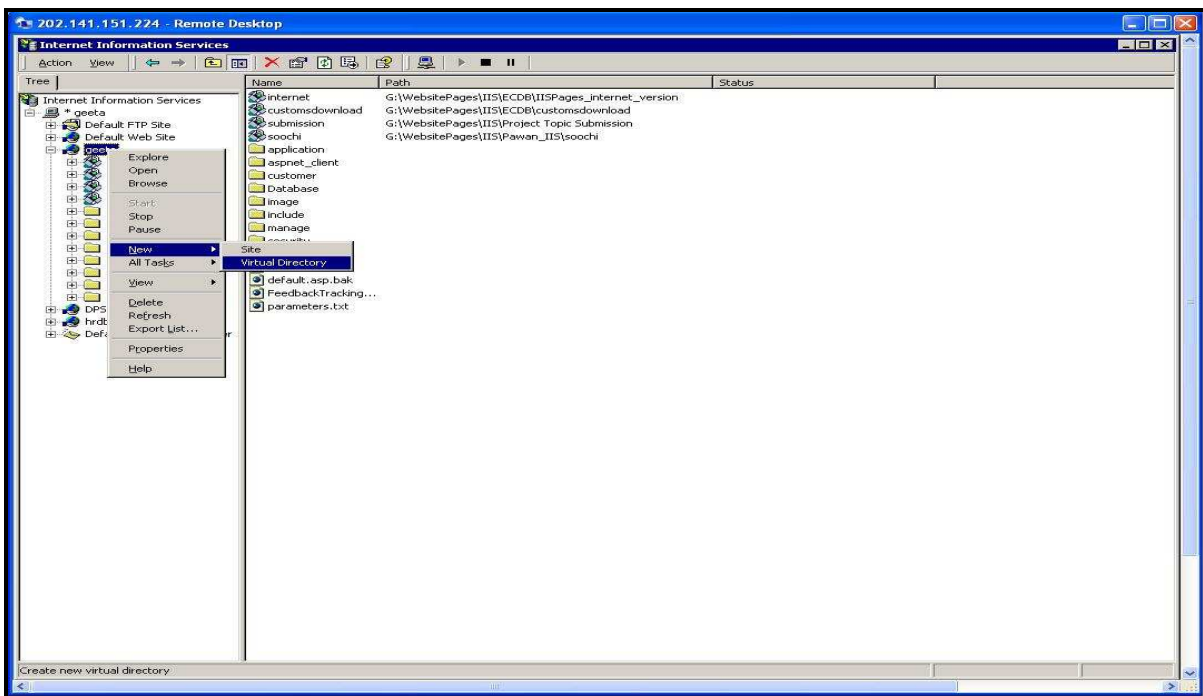 202.141.151.224 - Remote Desktop
Internet Information Services
Action View
Tree
Name Path Status
Internet Information Services
* geeta
Default FTP Site
Default Web Site
DPS
internet G:\WebsitePages\IIS\ECDB\IISPages_internet_version
customsdownload G:\WebsitePages\IIS\ECDB\customsdownload
submission G:\WebsitePages\IIS\Project Topic Submission
soochi G:\WebsitePages\IIS\Pawan_IIS\soochi
application
aspnet_client
customer
Database
image
include
manage
default.asp.bak
FeedbackTracking...
parameters.txt
Explore
Open
Browse
Start
Stop
Pause
New
All Tasks
View
Delete
Refresh
Export List...
Properties
Help
Site
Virtual Directory
Create new virtual directory